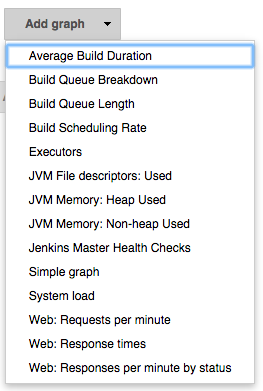 Add graph
Average Build Duration
Build Queue Breakdown
Build Queue Length
Build Scheduling Rate
Executors
JVM File descriptors: Used
JVM Memory: Heap Used
JVM Memory: Non-heap Used
Jenkins Master Health Checks
Simple graph
System load
Web: Requests per minute
Web: Response times
Web: Responses per minute by status